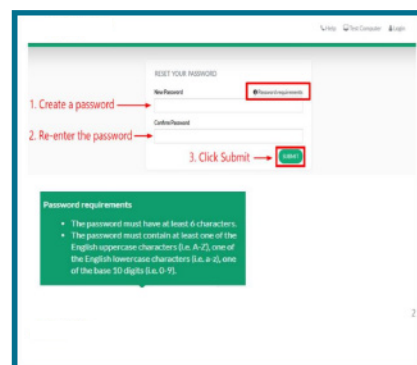 Help Test Computer Login
RESET YOUR PASSWORD
New Password Password requirements
1. Create a password
Confirm Password
2. Re-enter the password
3. Click Submit SUBMIT
Password requirements
• The password must have at least 6 characters.
• The password must contain at least one of the
English uppercase characters (i.e. A-Z), one of
the English lowercase characters (i.e. a-z), one
of the base 10 digits (i.e. 0-9).
2